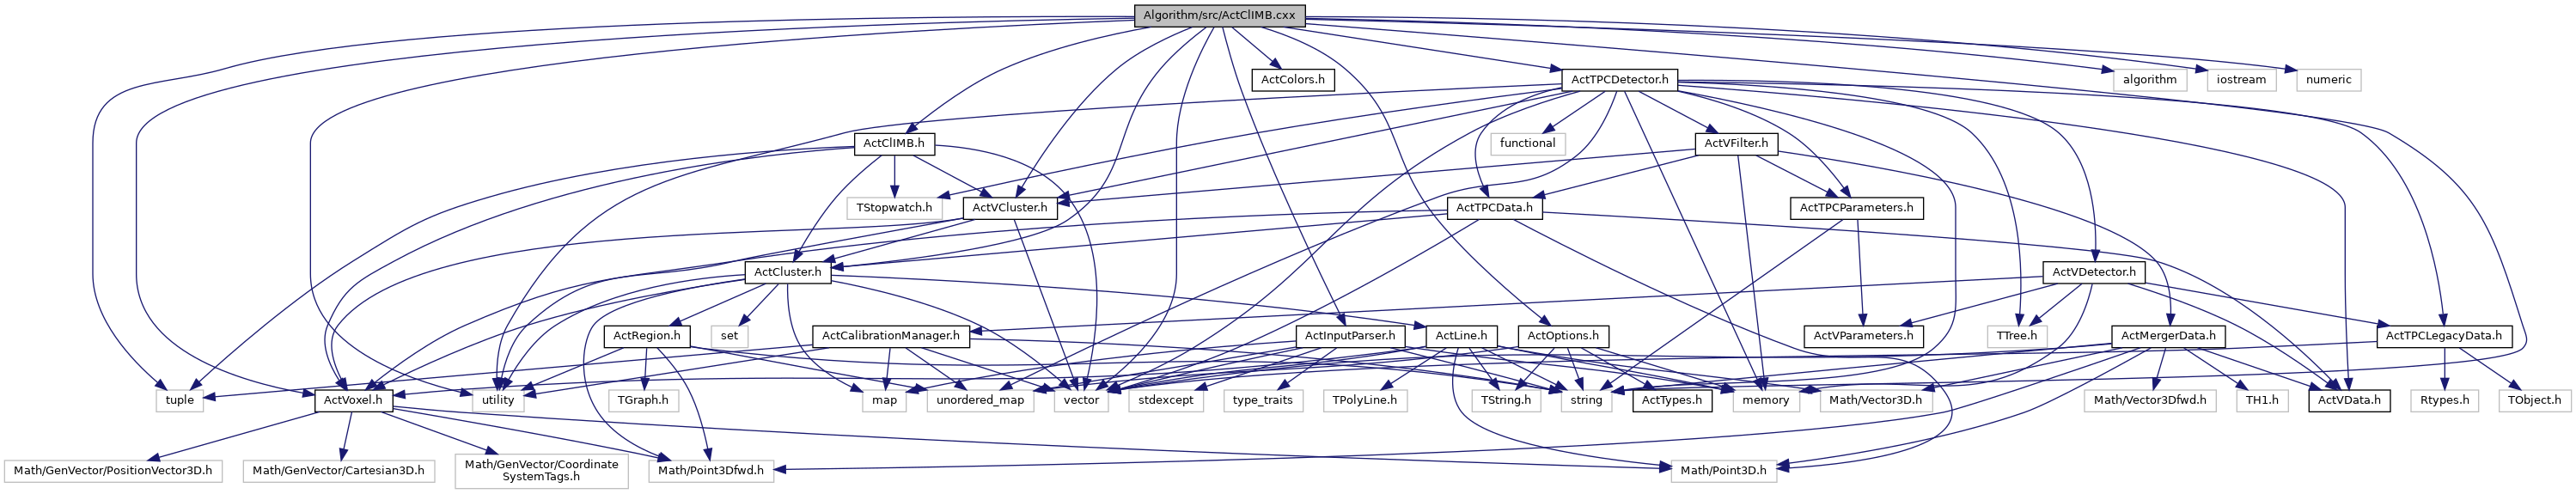 Algorithm/src/ActClIMB.cxx
ActColors.h
ActTPCDetector.h
algorithm
iostream
numeric
ActClIMB.h
functional
ActVFilter.h
TStopwatch.h
ActVCluster.h
ActTPCData.h
ActTPCParameters.h
ActCluster.h
ActVDetector.h
ActRegion.h
set
ActCalibrationManager.h
ActInputParser.h
ActLine.h
ActOptions.h
ActVParameters.h
TTree.h
ActMergerData.h
ActTPCLegacyData.h
tuple
ActVoxel.h
utility
TGraph.h
map
unordered_map
vector
stdexcept
type_traits
TPolyLine.h
TString.h
string
ActTypes.h
memory
Math/Vector3D.h
Math/Vector3Dfwd.h
TH1.h
ActVData.h
Rtypes.h
TObject.h
Math/GenVector/PositionVector3D.h
Math/GenVector/Cartesian3D.h
Math/GenVector/Coordinate
SystemTags.h
Math/Point3Dfwd.h
Math/Point3D.h